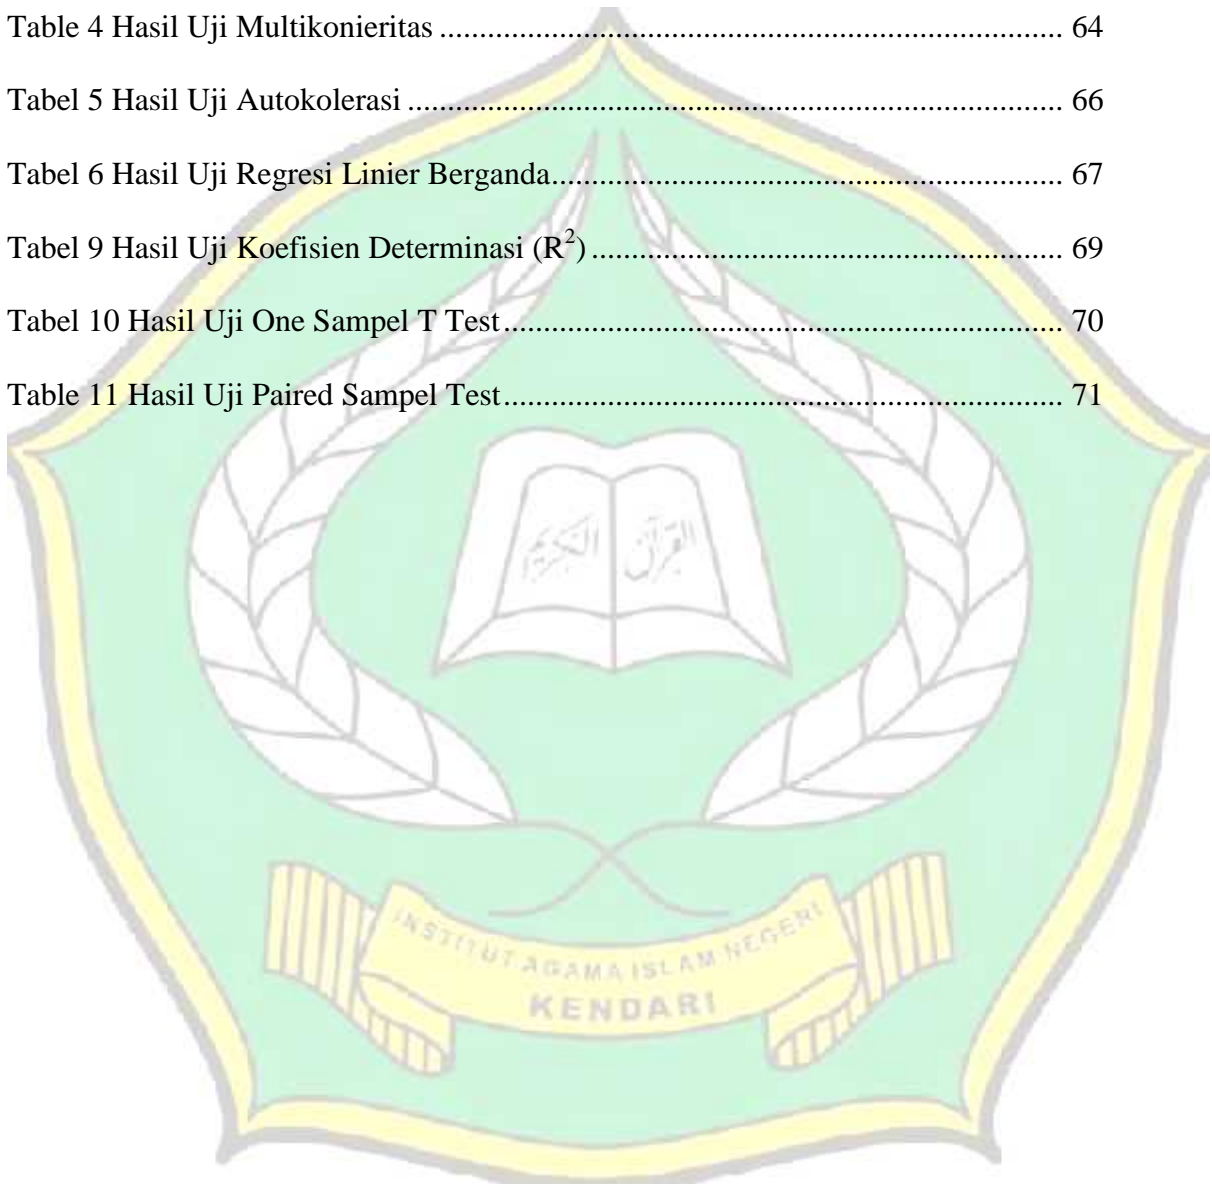 Table 4 Hasil Uji Multikonieritas ................................................................................ 64
Tabel 5 Hasil Uji Autokolerasi .................................................................................... 66
Tabel 6 Hasil Uji Regresi Linier Berganda.................................................................. 67
Tabel 9 Hasil Uji Koefisien Determinasi (R²) ............................................................. 69
Tabel 10 Hasil Uji One Sampel T Test........................................................................ 70
Table 11 Hasil Uji Paired Sampel Test........................................................................ 71
القرآن الكريم
INSTITUT AGAMA ISLAM NEGERI
KENDARI